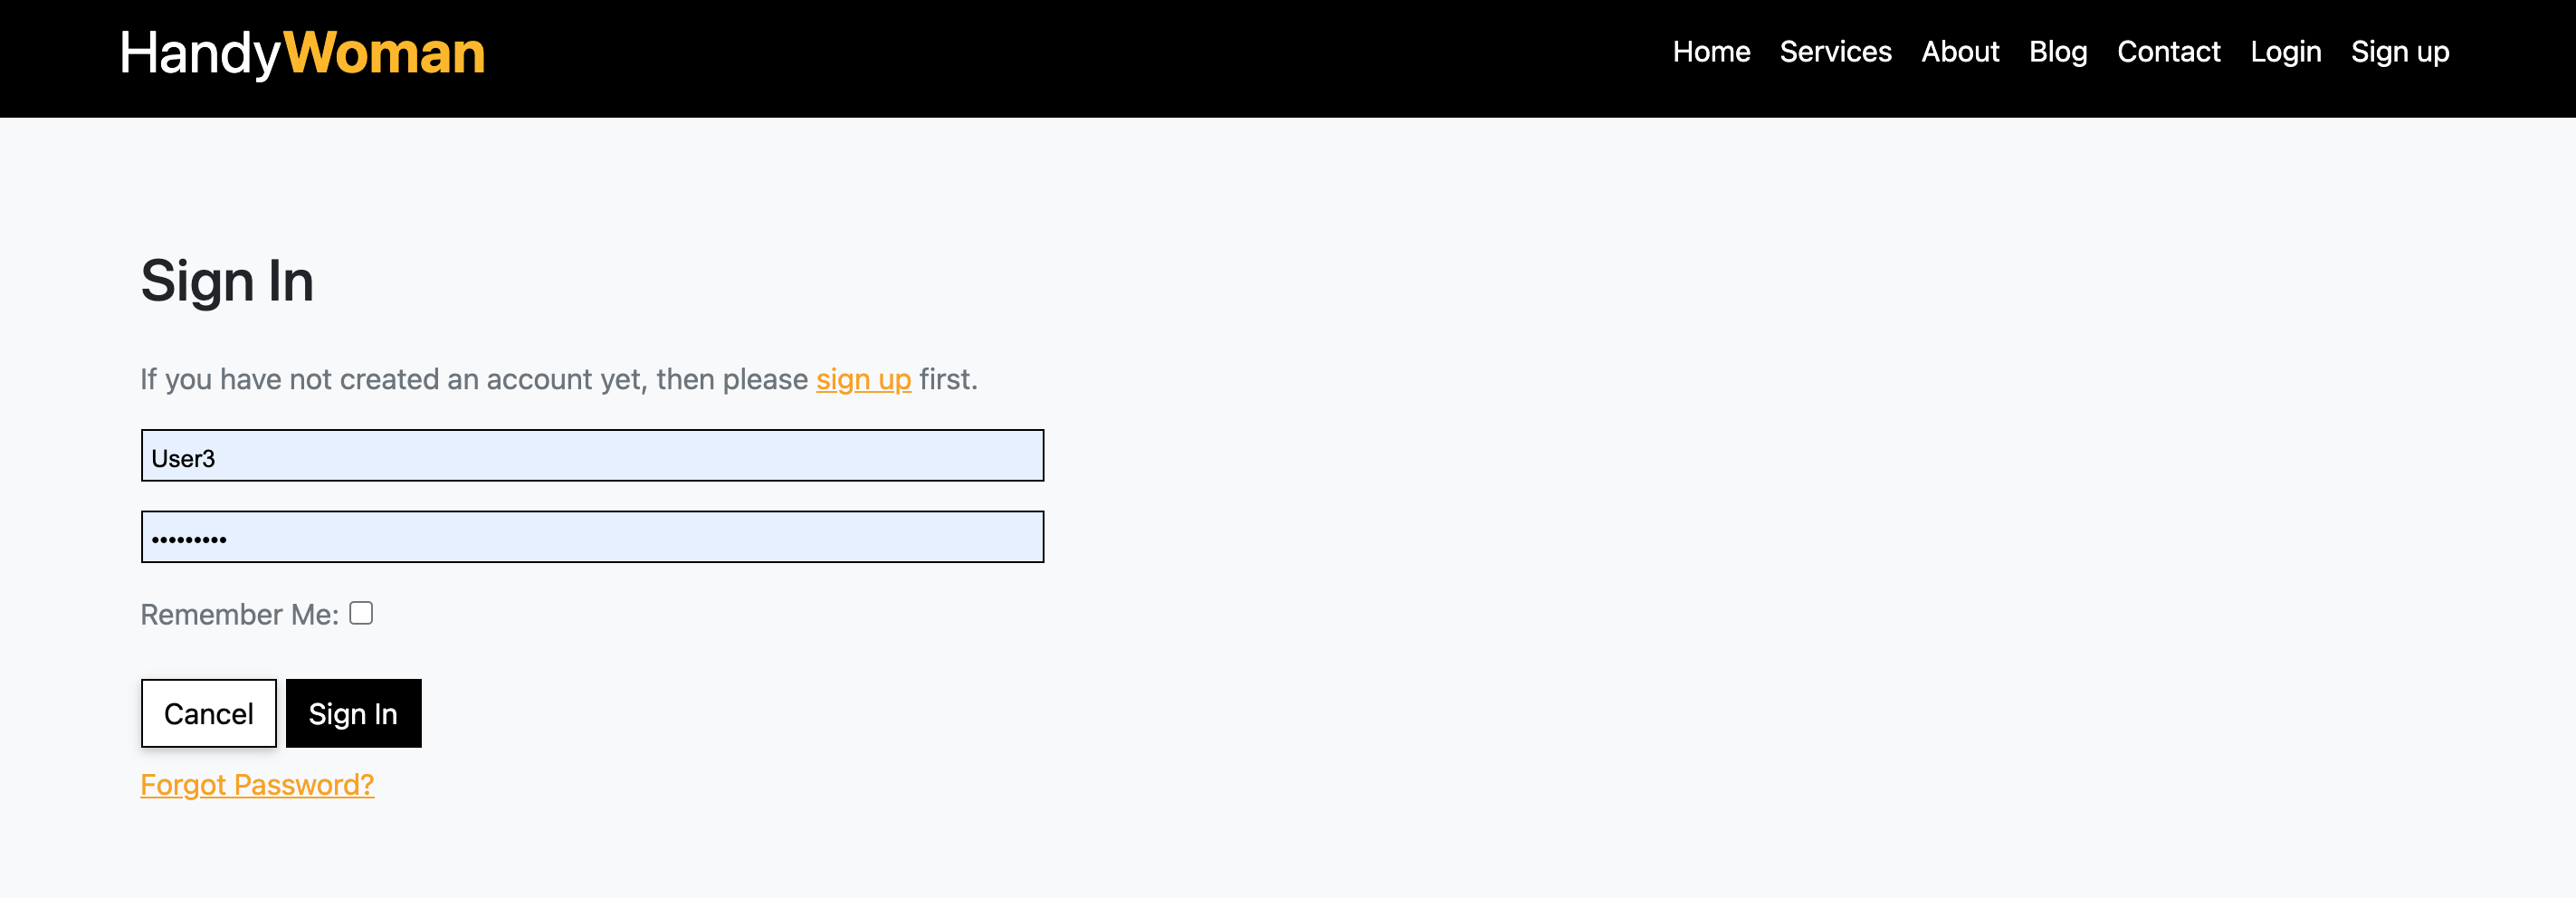 HandyWoman
Home Services About Blog Contact Login Sign up
Sign In
If you have not created an account yet, then please sign up first.
User3
•••••••••
Remember Me:
Cancel Sign In
Forgot Password?